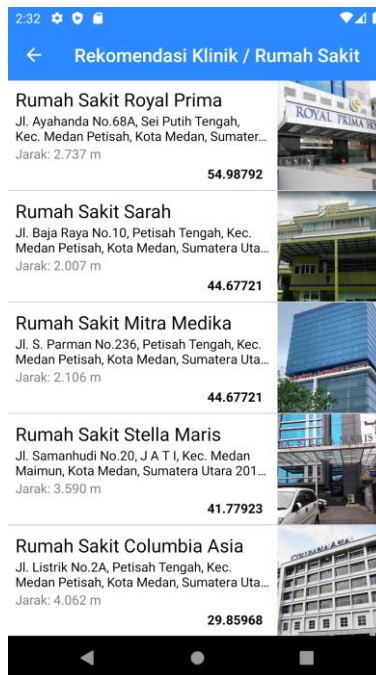 2:32
Rekomendasi Klinik / Rumah Sakit
Rumah Sakit Royal Prima
Jl. Ayahanda No.68A, Sei Putih Tengah,
Kec. Medan Petisah, Kota Medan, Sumater...
Jarak: 2.737 m
54.98792
ROYAL PRIMA HO
Rumah Sakit Sarah
Jl. Baja Raya No.10, Petisah Tengah, Kec.
Medan Petisah, Kota Medan, Sumatera Uta...
Jarak: 2.007 m
44.67721
Rumah Sakit Mitra Medika
Jl. S. Parman No.236, Petisah Tengah, Kec.
Medan Petisah, Kota Medan, Sumatera Uta...
Jarak: 2.106 m
44.67721
Rumah Sakit Stella Maris
Jl. Samanhudi No.20, J A T I, Kec. Medan
Maimun, Kota Medan, Sumatera Utara 201...
Jarak: 3.590 m
41.77923
MARIS
Rumah Sakit Columbia Asia
Jl. Listrik No.2A, Petisah Tengah, Kec.
Medan Petisah, Kota Medan, Sumatera Uta...
Jarak: 4.062 m
29.85968
COLUMBIA ASIA